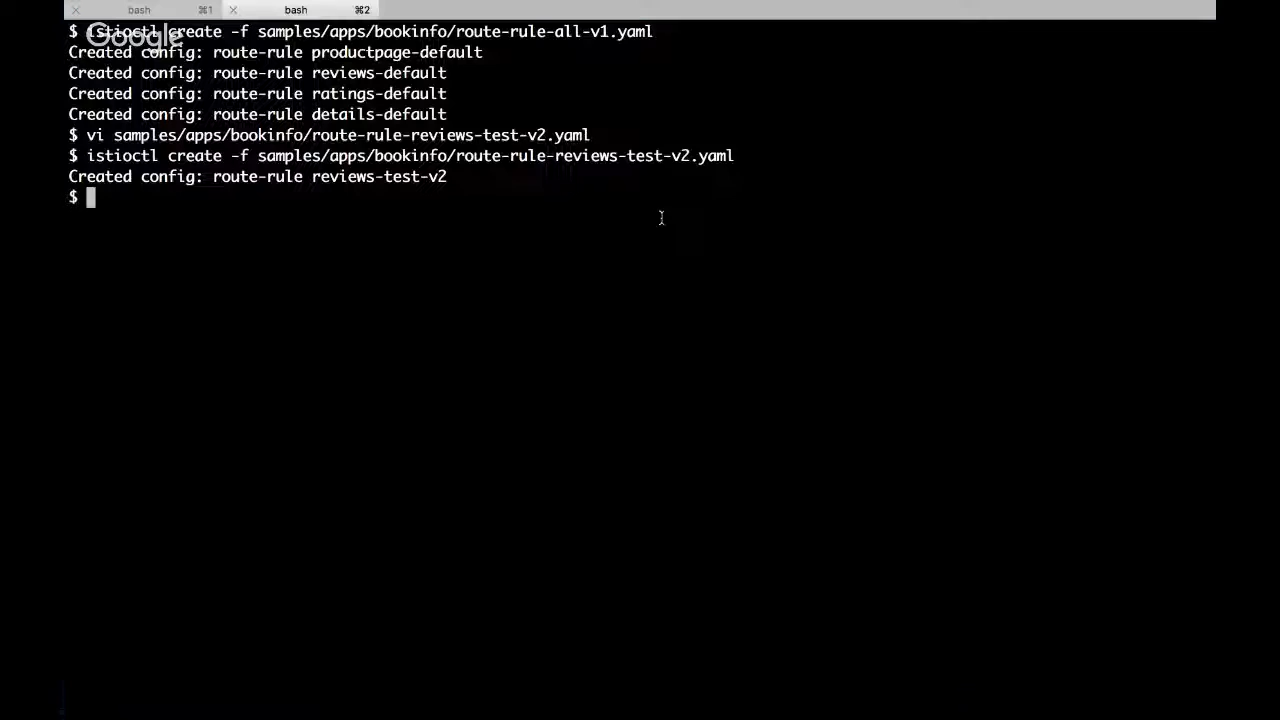 bash ⌘1 bash ⌘2
Google
$ istioctl create -f samples/apps/bookinfo/route-rule-all-v1.yaml
Created config: route-rule productpage-default
Created config: route-rule reviews-default
Created config: route-rule ratings-default
Created config: route-rule details-default
$ vi samples/apps/bookinfo/route-rule-reviews-test-v2.yaml
$ istioctl create -f samples/apps/bookinfo/route-rule-reviews-test-v2.yaml
Created config: route-rule reviews-test-v2
$